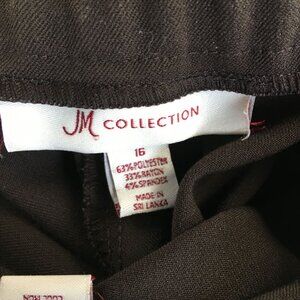 JM COLLECTION
16
63% POLYESTER
33% RAYON
4% SPANDEX
MADE IN
SRI LANKA